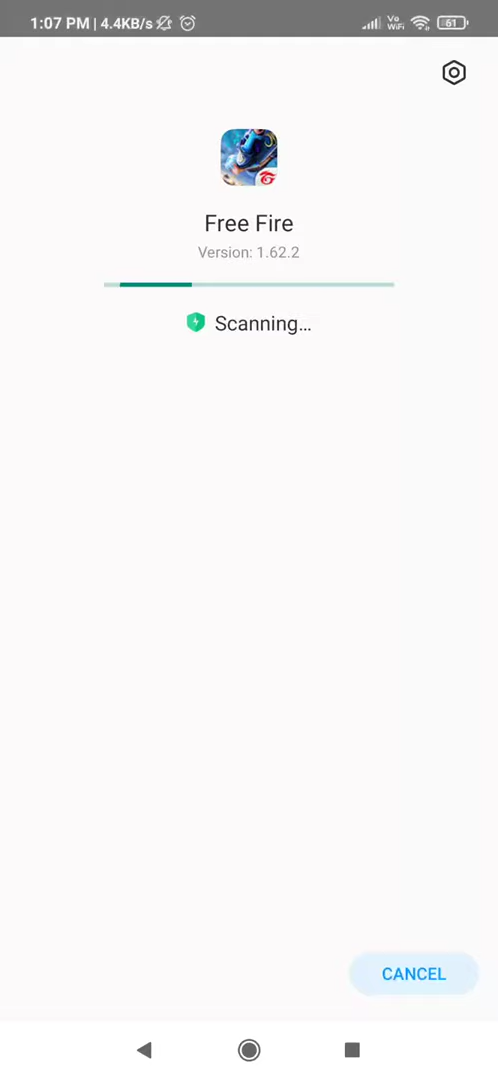 1:07 PM | 4.4KB/s Vo WiFi 61
Free Fire
Version: 1.62.2
Scanning...
CANCEL